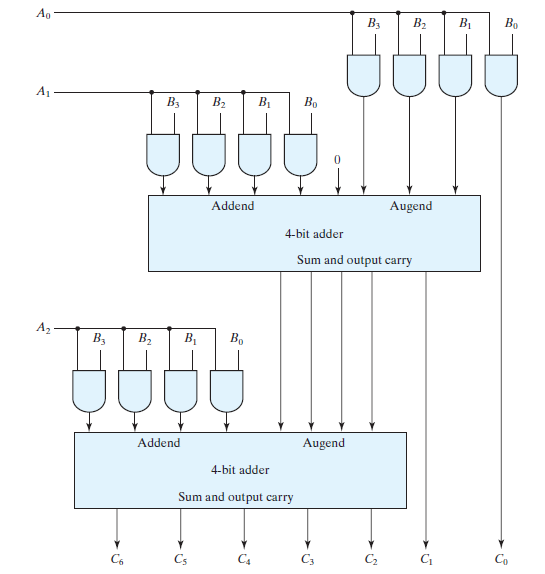 A₀
B₃ B₂ B₁ B₀
A₁
B₃ B₂ B₁ B₀
0
Addend Augend
4-bit adder
Sum and output carry
A₂
B₃ B₂ B₁ B₀
Addend Augend
4-bit adder
Sum and output carry
C₆ C₅ C₄ C₃ C₂ C₁ C₀